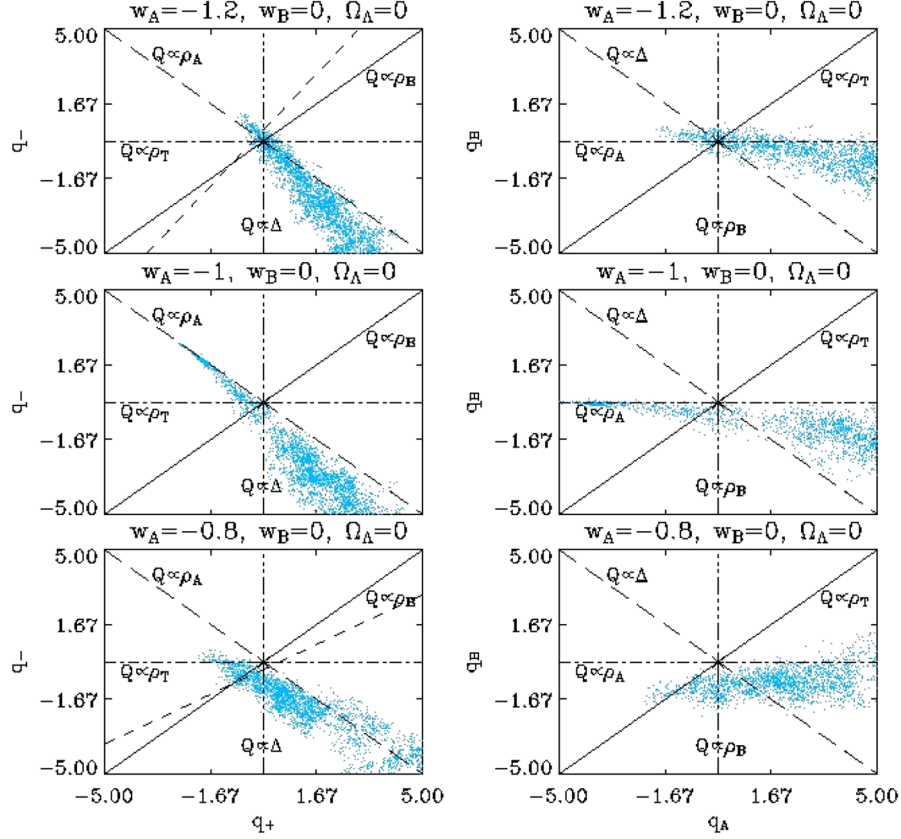 w_A=−1.2, w_B=0, Ω_Λ=0
5.00
1.67
−1.67
−5.00
q_−
Q∝ρ_A
Q∝ρ_B
Q∝ρ_T
Q∝Δ
w_A=−1.2, w_B=0, Ω_Λ=0
5.00
1.67
−1.67
−5.00
q_B
Q∝Δ
Q∝ρ_T
Q∝ρ_A
Q∝ρ_B
w_A=−1, w_B=0, Ω_Λ=0
5.00
1.67
−1.67
−5.00
q_−
Q∝ρ_A
Q∝ρ_B
Q∝ρ_T
Q∝Δ
w_A=−1, w_B=0, Ω_Λ=0
5.00
1.67
−1.67
−5.00
q_B
Q∝Δ
Q∝ρ_T
Q∝ρ_A
Q∝ρ_B
w_A=−0.8, w_B=0, Ω_Λ=0
5.00
1.67
−1.67
−5.00
q_−
Q∝ρ_A
Q∝ρ_B
Q∝ρ_T
Q∝Δ
−5.00 −1.67 1.67 5.00
q_+
w_A=−0.8, w_B=0, Ω_Λ=0
5.00
1.67
−1.67
−5.00
q_B
Q∝Δ
Q∝ρ_T
Q∝ρ_A
Q∝ρ_B
−5.00 −1.67 1.67 5.00
q_A